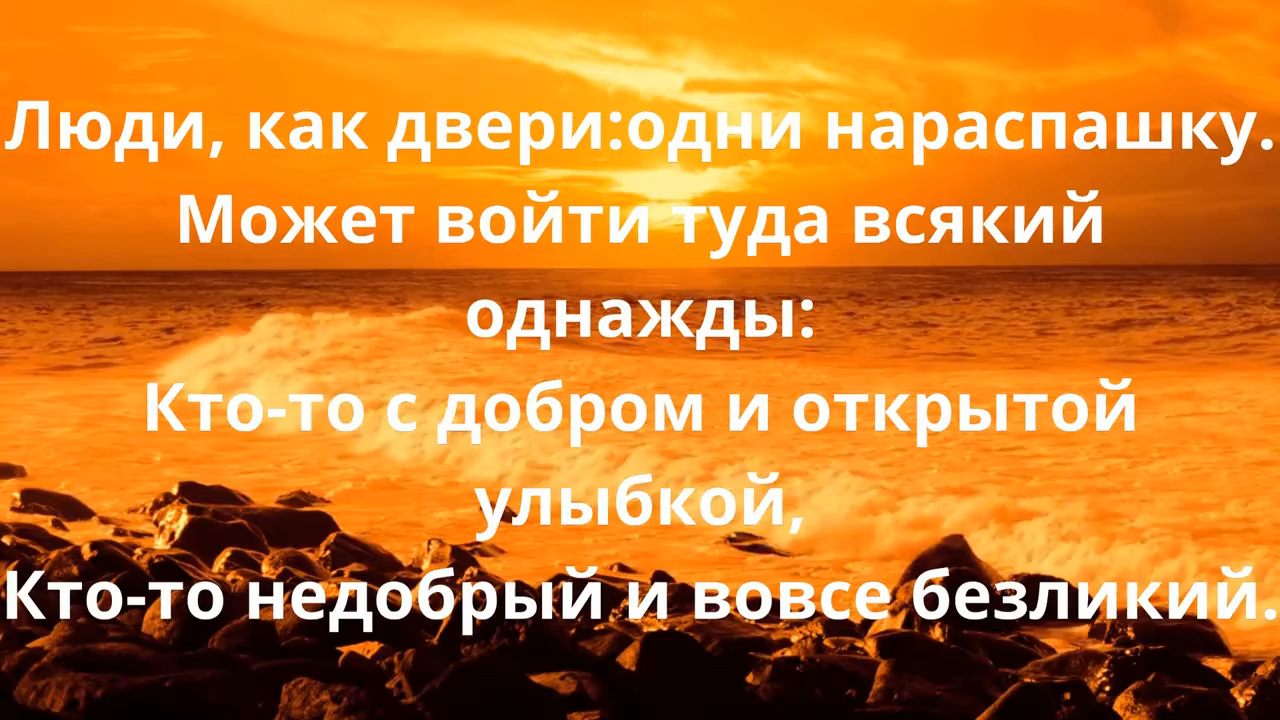 Люди, как двери:одни нараспашку.
Может войти туда всякий
однажды:
Кто-то с добром и открытой
улыбкой,
Кто-то недобрый и вовсе безликий.